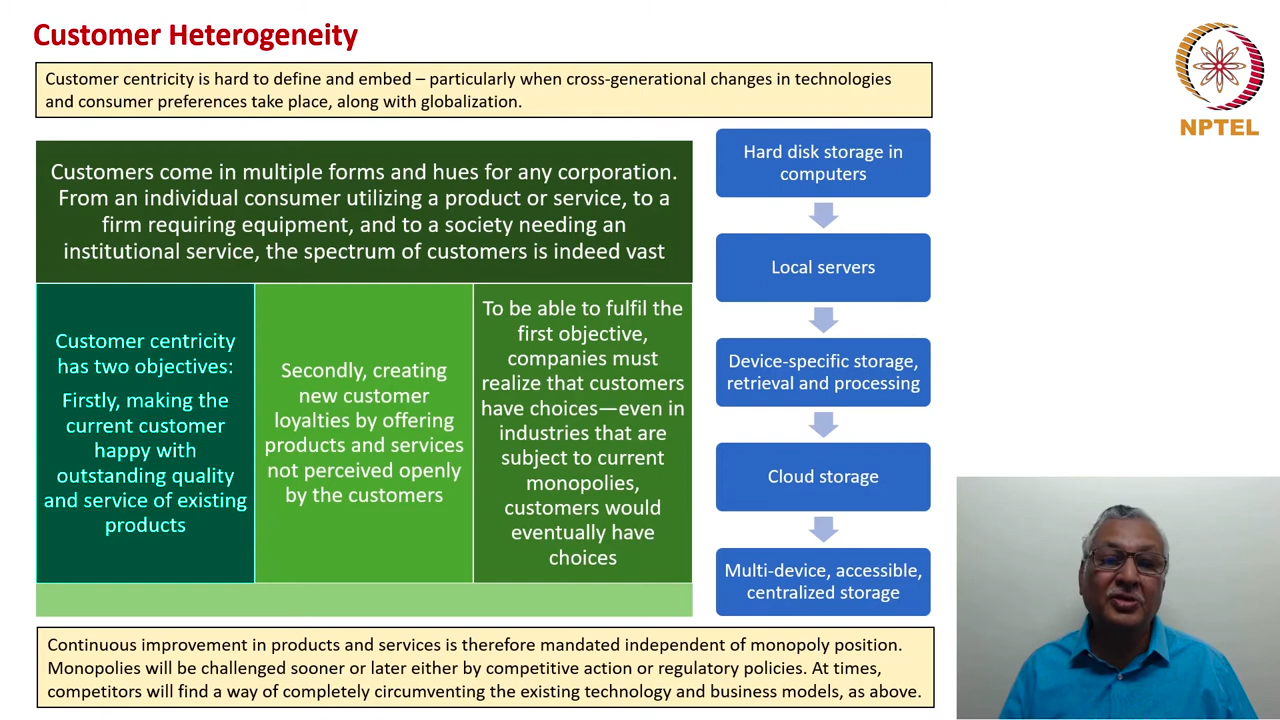 Customer Heterogeneity
NPTEL
Customer centricity is hard to define and embed – particularly when cross-generational changes in technologies
and consumer preferences take place, along with globalization.
Customers come in multiple forms and hues for any corporation.
From an individual consumer utilizing a product or service, to a
firm requiring equipment, and to a society needing an
institutional service, the spectrum of customers is indeed vast
Customer centricity
has two objectives:
Firstly, making the
current customer
happy with
outstanding quality
and service of existing
products
Secondly, creating
new customer
loyalties by offering
products and services
not perceived openly
by the customers
To be able to fulfil the
first objective,
companies must
realize that customers
have choices—even in
industries that are
subject to current
monopolies,
customers would
eventually have
choices
Hard disk storage in
computers
Local servers
Device-specific storage,
retrieval and processing
Cloud storage
Multi-device, accessible,
centralized storage
Continuous improvement in products and services is therefore mandated independent of monopoly position.
Monopolies will be challenged sooner or later either by competitive action or regulatory policies. At times,
competitors will find a way of completely circumventing the existing technology and business models, as above.